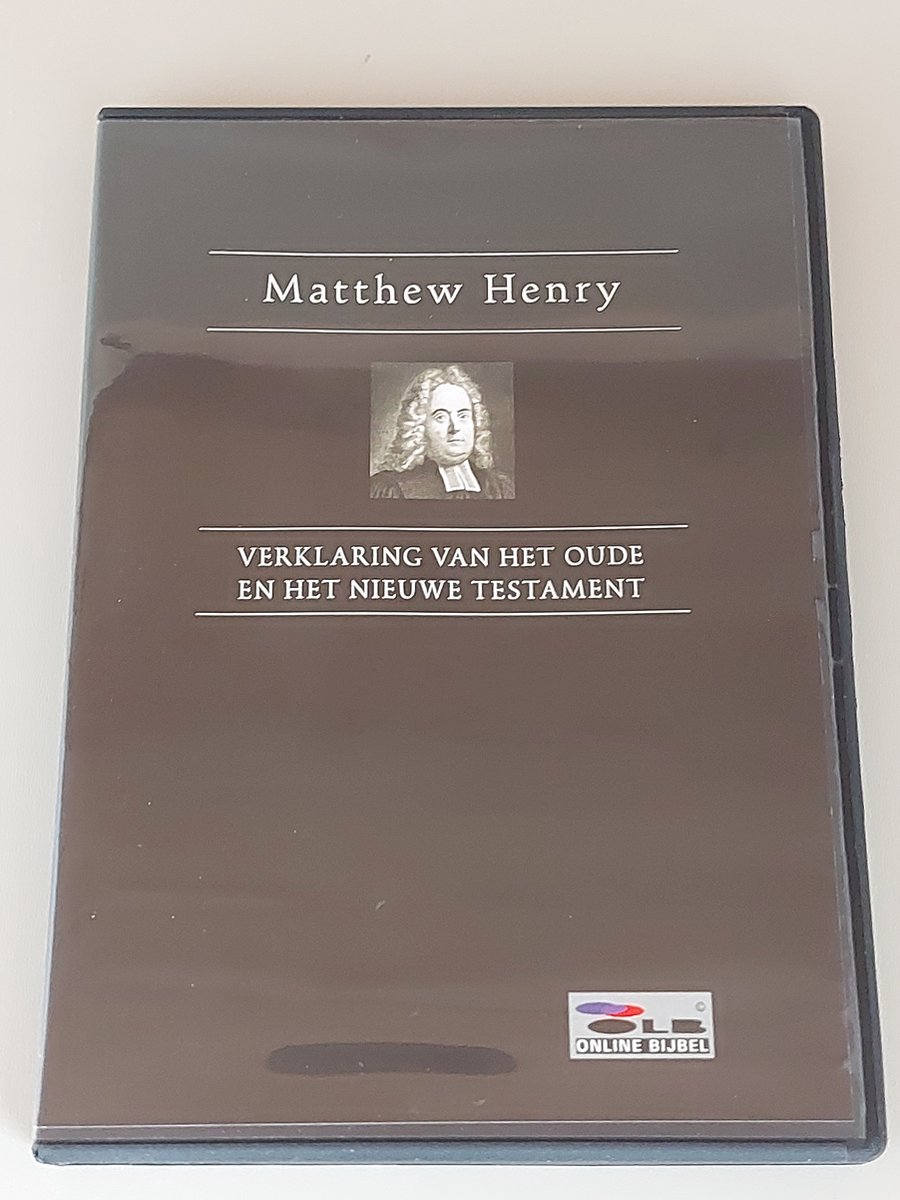 Matthew Henry
VERKLARING VAN HET OUDE
EN HET NIEUWE TESTAMENT
©
OLB
ONLINE BIJBEL